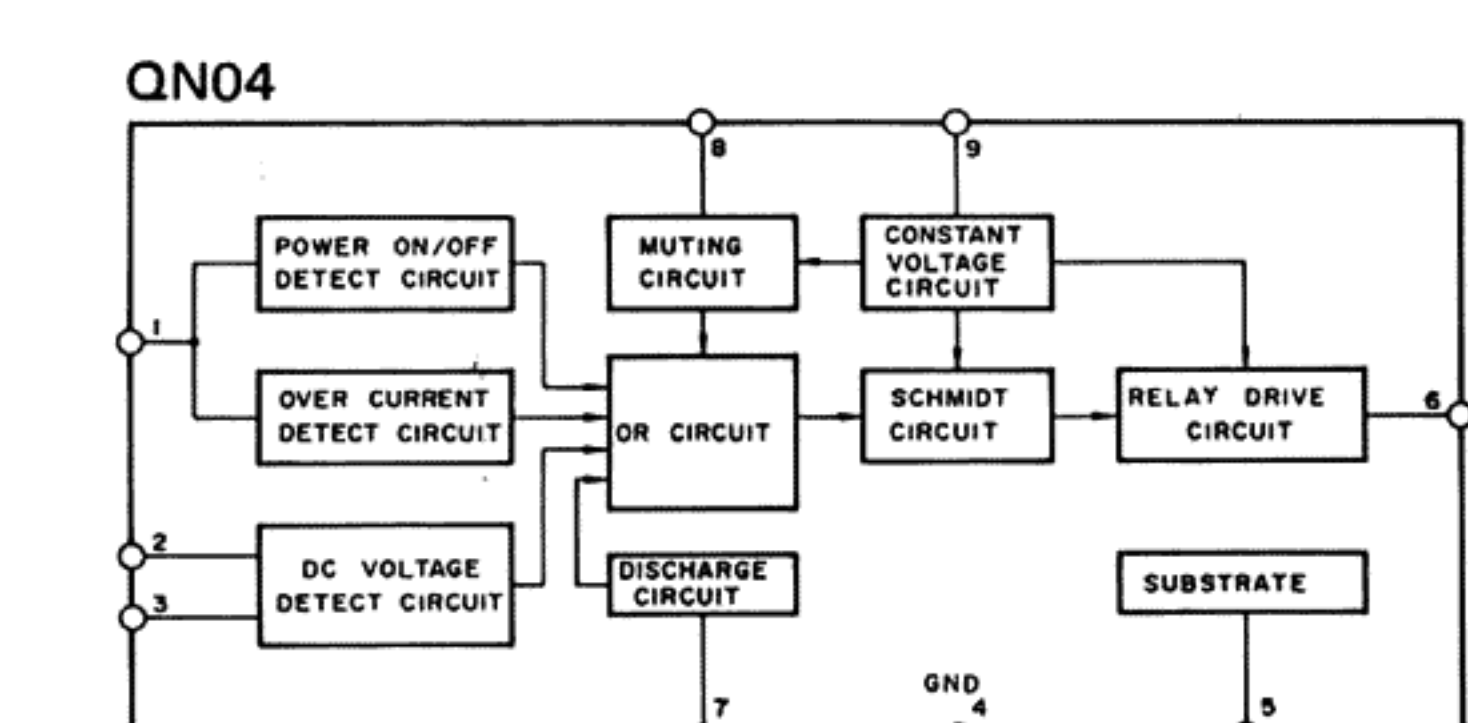 QN04
8
9
POWER ON/OFF
DETECT CIRCUIT
MUTING
CIRCUIT
CONSTANT
VOLTAGE
CIRCUIT
1
OVER CURRENT
DETECT CIRCUIT
OR CIRCUIT
SCHMIDT
CIRCUIT
RELAY DRIVE
CIRCUIT
6
2
3
DC VOLTAGE
DETECT CIRCUIT
DISCHARGE
CIRCUIT
SUBSTRATE
7
GND
4
5